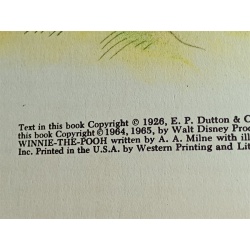 Text in this book Copyright © 1926, E. P. Dutton & C
this book Copyright © 1964, 1965, by Walt Disney Proc
WINNIE-THE-POOH written by A. A. Milne with ill
Inc. Printed in the U.S.A. by Western Printing and Lit